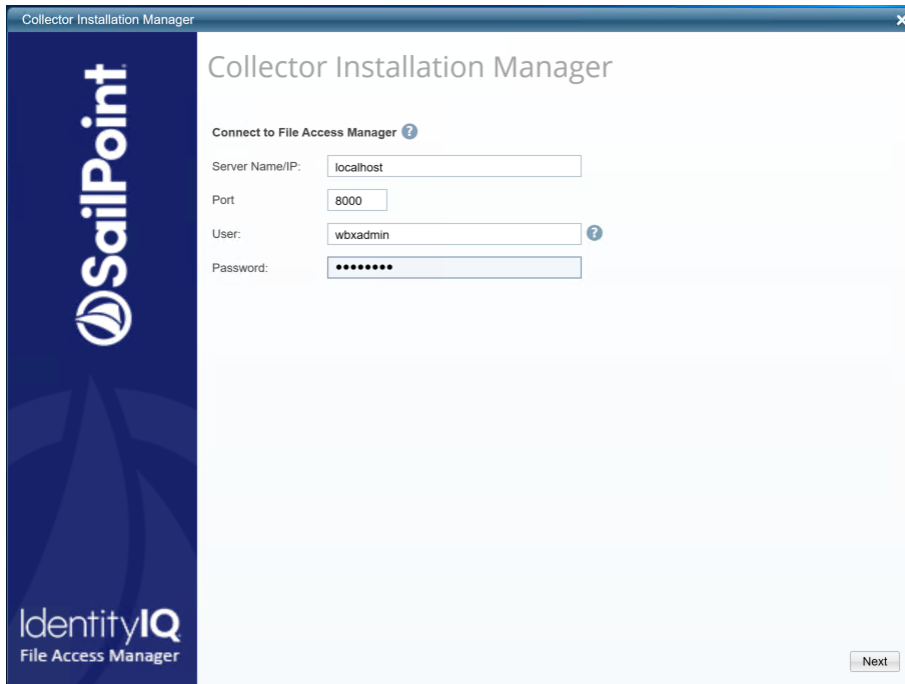 Collector Installation Manager
SailPoint
Collector Installation Manager
Connect to File Access Manager ?
Server Name/IP: localhost
Port 8000
User: wbxadmin ?
Password: ••••••••
IdentityIQ
File Access Manager
Next